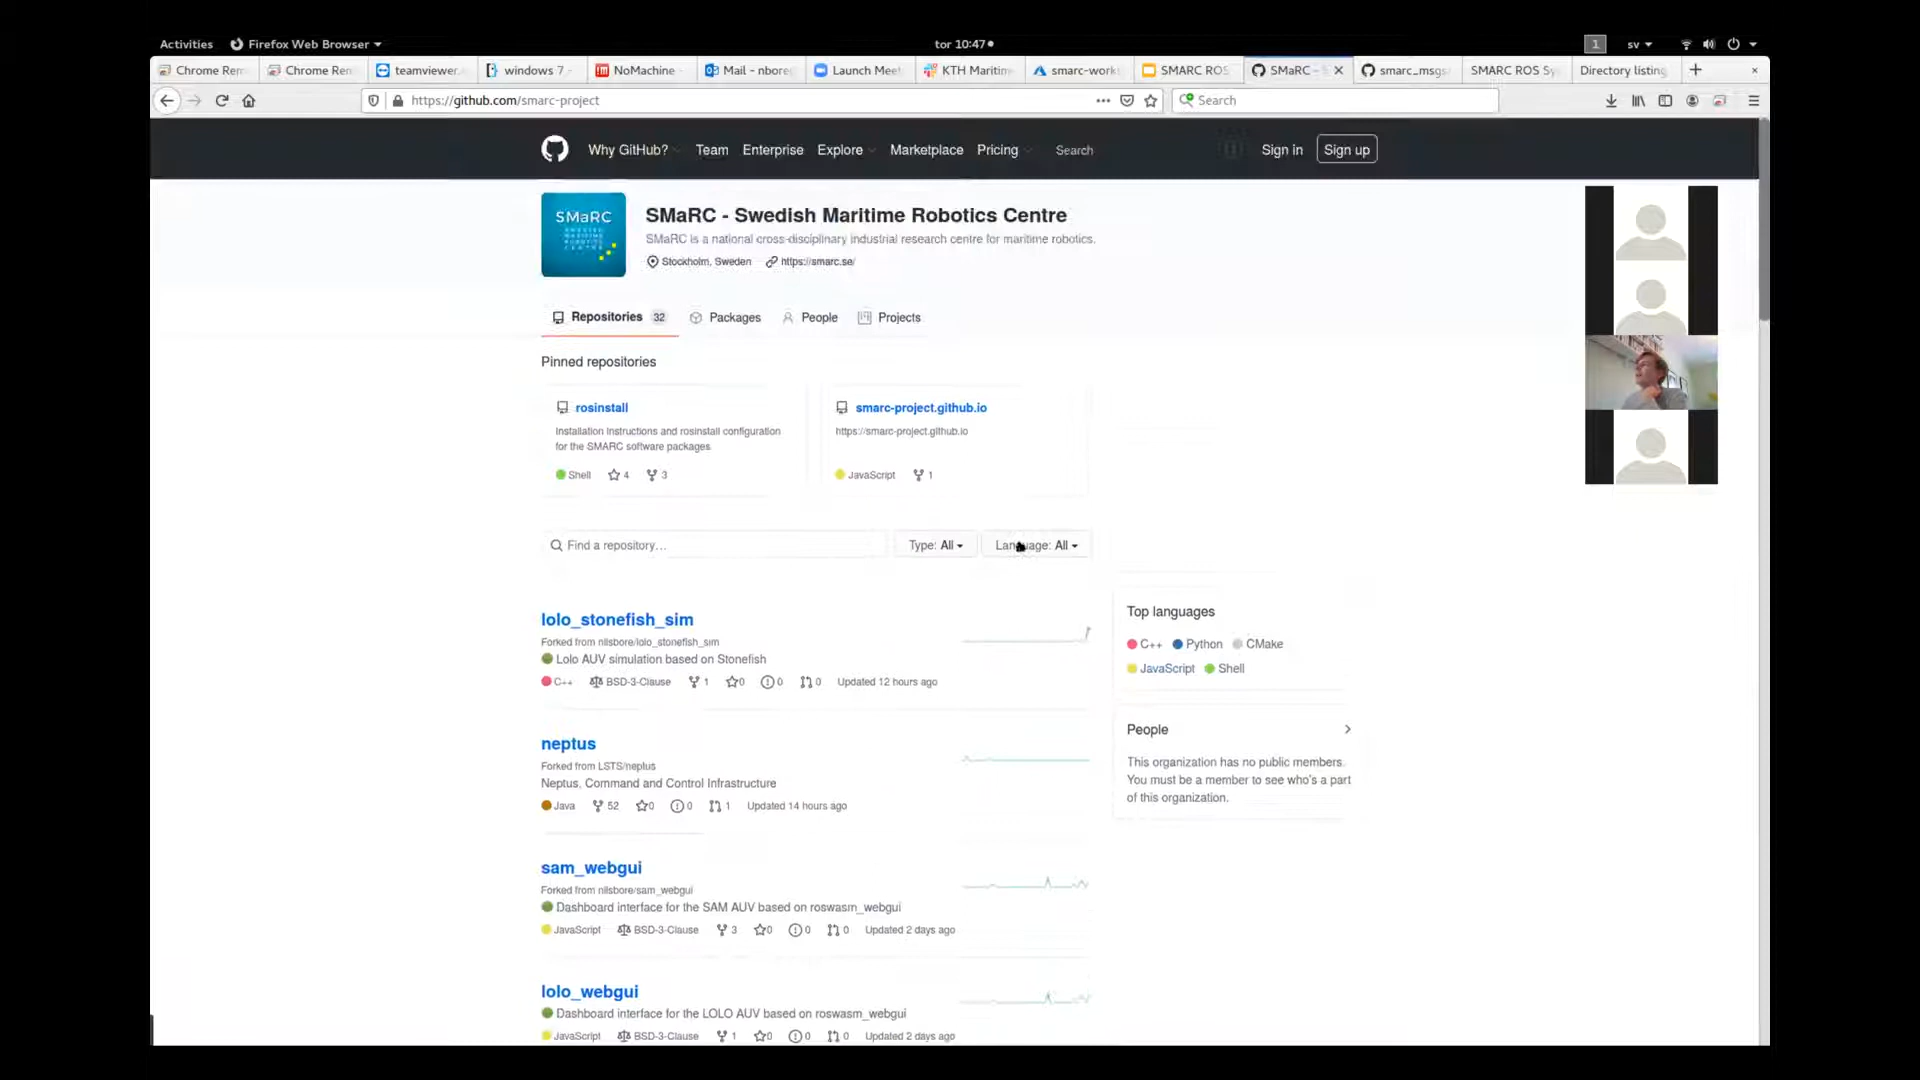 Activities Firefox Web Browser tor 10:47 1 sv
Chrome Rem Chrome Rem teamviewer. windows 7 - NoMachine Mail - nbore Launch Meet KTH Maritim smarc-work SMARC ROS SMaRC - S smarc_msgs SMARC ROS Sy Directory listing
https://github.com/smarc-project Search
Why GitHub? Team Enterprise Explore Marketplace Pricing Search Sign in Sign up
SMaRC
SMaRC - Swedish Maritime Robotics Centre
SMaRC is a national cross-disciplinary industrial research centre for maritime robotics.
Stockholm, Sweden https://smarc.se/
Repositories 32 Packages People Projects
Pinned repositories
rosinstall
Installation instructions and rosinstall configuration
for the SMARC software packages.
Shell 4 3
smarc-project.github.io
https://smarc-project.github.io
JavaScript 1
Find a repository... Type: All Language: All
lolo_stonefish_sim
Forked from nilsbore/lolo_stonefish_sim
Lolo AUV simulation based on Stonefish
C++ BSD-3-Clause 1 0 0 0 Updated 12 hours ago
neptus
Forked from LSTS/neptus
Neptus, Command and Control Infrastructure
Java 52 0 0 1 Updated 14 hours ago
sam_webgui
Forked from nilsbore/sam_webgui
Dashboard interface for the SAM AUV based on roswasm_webgui
JavaScript BSD-3-Clause 3 0 0 0 Updated 2 days ago
lolo_webgui
Dashboard interface for the LOLO AUV based on roswasm_webgui
JavaScript BSD-3-Clause 1 0 0 0 Updated 2 days ago
Top languages
C++ Python CMake
JavaScript Shell
People
This organization has no public members.
You must be a member to see who's a part
of this organization.